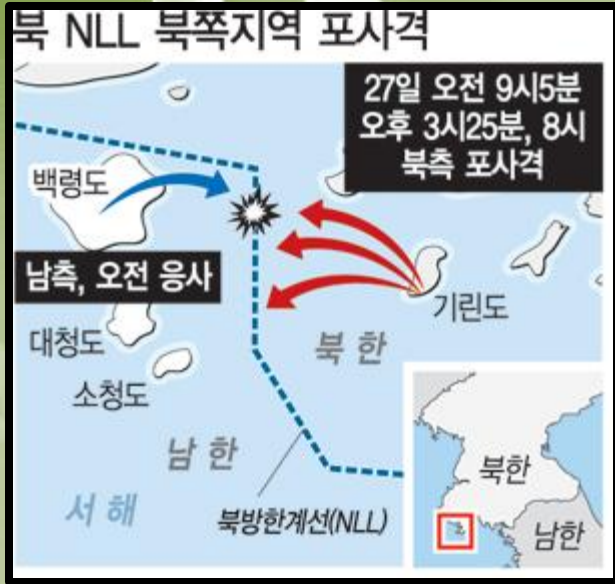 북 NLL 북쪽지역 포사격
27일 오전 9시5분
오후 3시25분, 8시
북측 포사격
백령도
남측, 오전 응사
기린도
대청도
북한
소청도
남한
서해
북방한계선(NLL)
북한
남한